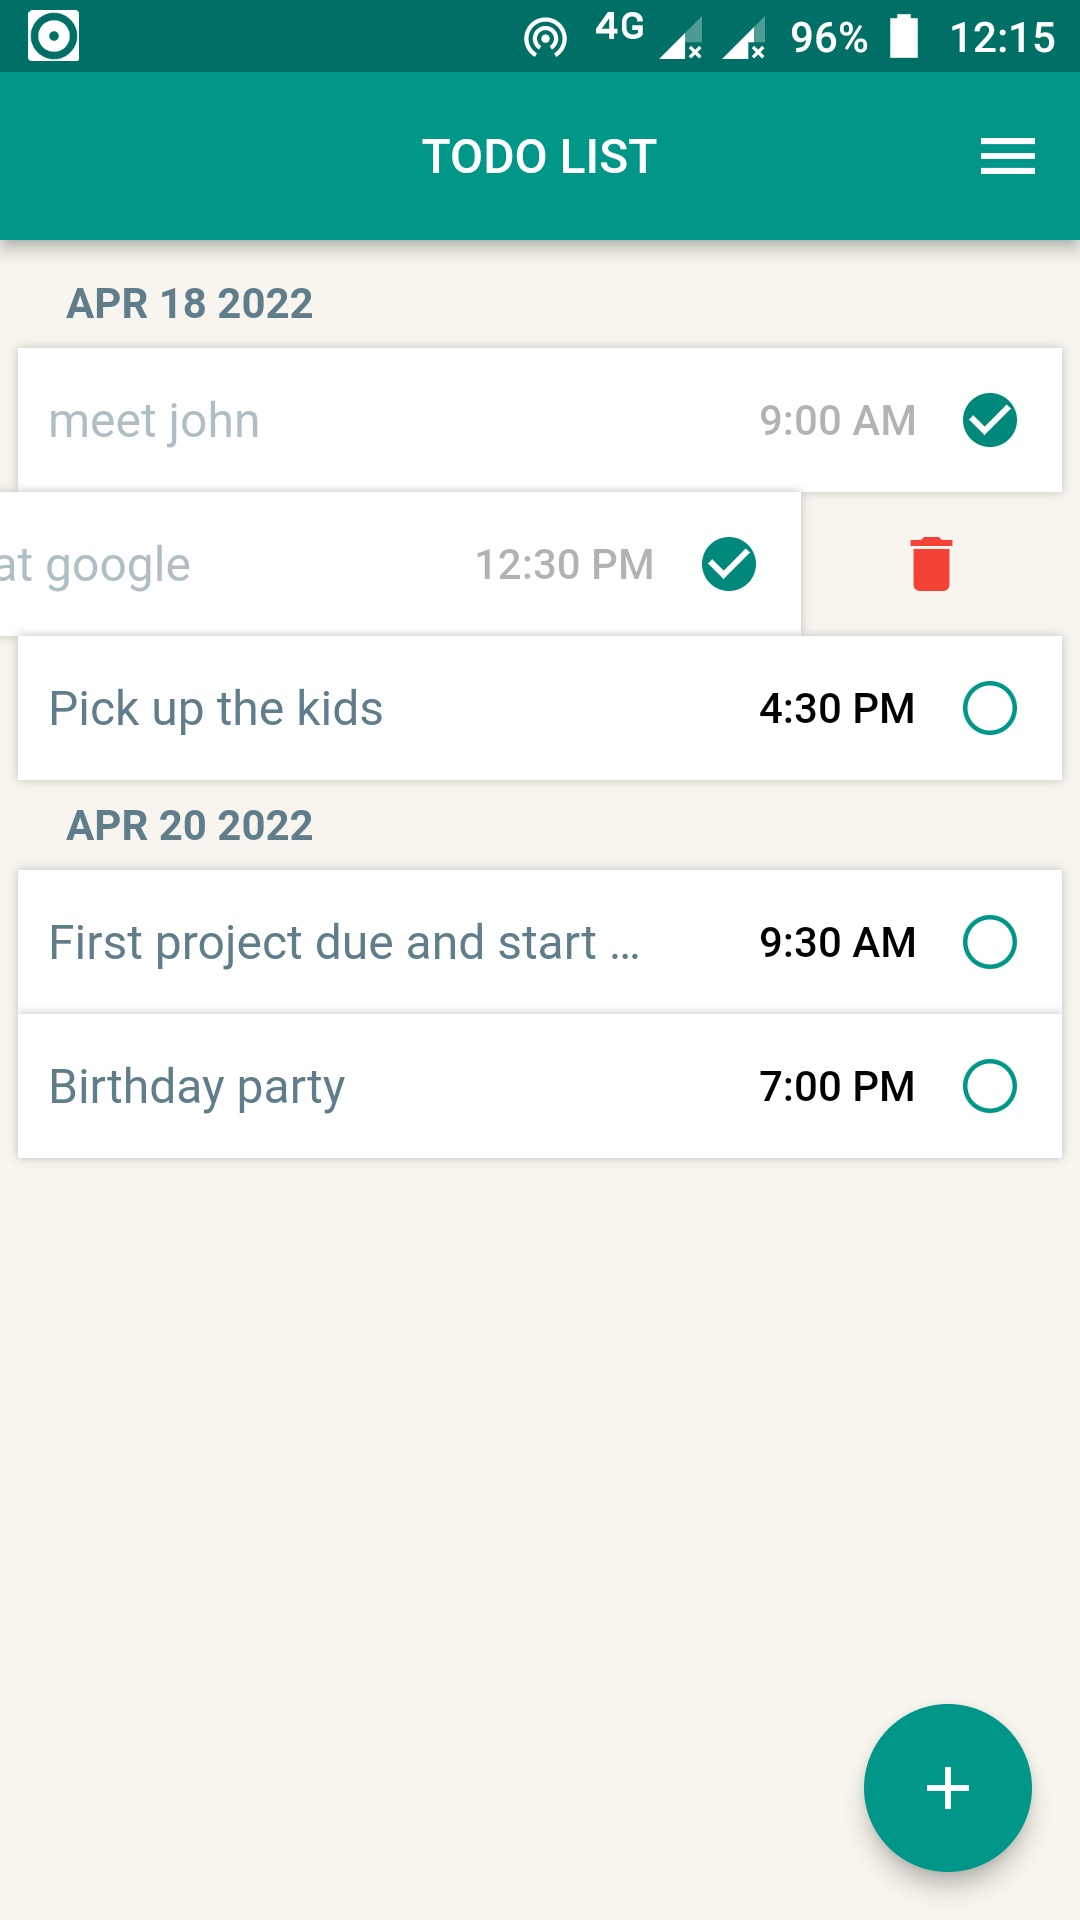 4G 96% 12:15
TODO LIST
APR 18 2022
meet john 9:00 AM
at google 12:30 PM
Pick up the kids 4:30 PM
APR 20 2022
First project due and start ... 9:30 AM
Birthday party 7:00 PM